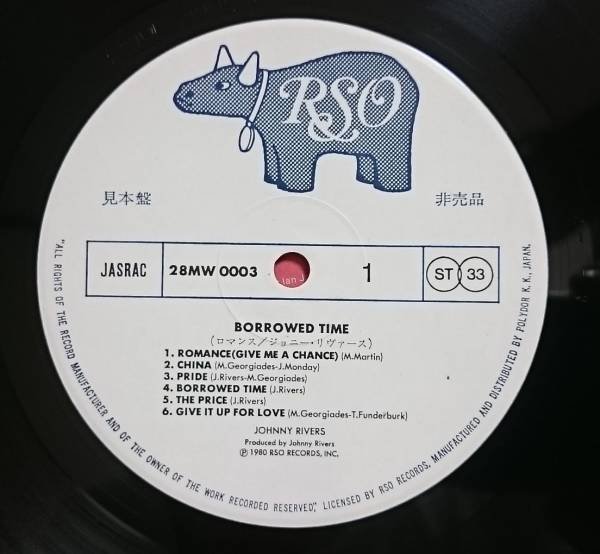 RSO
見本盤
非売品
JASRAC
28MW 0003
1
ST 33
BORROWED TIME
(ロマンス/ジョニー・リヴァース)
1. ROMANCE(GIVE ME A CHANCE) (M.Martin)
2. CHINA (M.Georgiades-J.Monday)
3. PRIDE (J.Rivers-M.Georgiades)
4. BORROWED TIME (J.Rivers)
5. THE PRICE (J.Rivers)
6. GIVE IT UP FOR LOVE (M.Georgiades-T.Funderburk)
JOHNNY RIVERS
Produced by Johnny Rivers
℗ 1980 RSO RECORDS, INC.
"ALL RIGHTS OF THE RECORD MANUFACTURER AND OF THE OWNER OF THE WORK RECORDED RESERVED", LICENSED BY RSO RECORDS, MANUFACTURED AND DISTRIBUTED BY POLYDOR K. K., JAPAN.